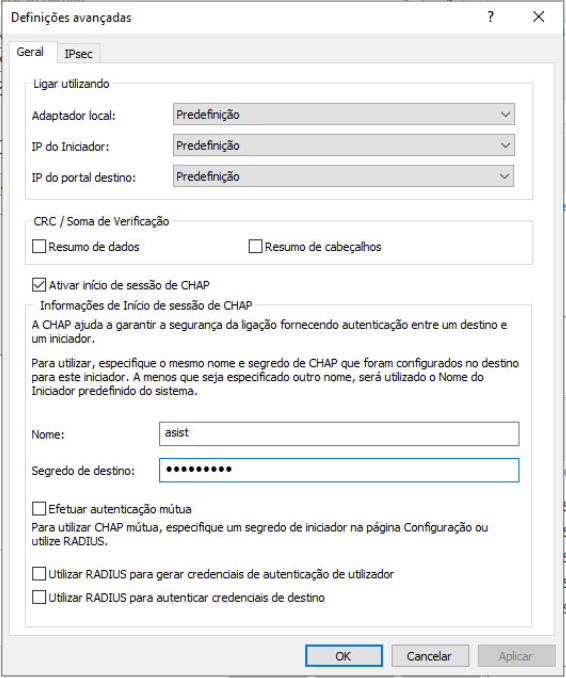 Definições avançadas
Geral
IPsec
Ligar utilizando
Adaptador local:
Predefinição
IP do Iniciador:
Predefinição
IP do portal destino:
Predefinição
CRC / Soma de Verificação
Resumo de dados
Resumo de cabeçalhos
Ativar início de sessão de CHAP
Informações de Início de sessão de CHAP
A CHAP ajuda a garantir a segurança da ligação fornecendo autenticação entre um destino e
um iniciador.
Para utilizar, especifique o mesmo nome e segredo de CHAP que foram configurados no destino
para este iniciador. A menos que seja especificado outro nome, será utilizado o Nome do
Iniciador predefinido do sistema.
Nome:
asist
Segredo de destino:
●●●●●●●●●
Efetuar autenticação mútua
Para utilizar CHAP mútua, especifique um segredo de iniciador na página Configuração ou
utilize RADIUS.
Utilizar RADIUS para gerar credenciais de autenticação de utilizador
Utilizar RADIUS para autenticar credenciais de destino
OK
Cancelar
Aplicar